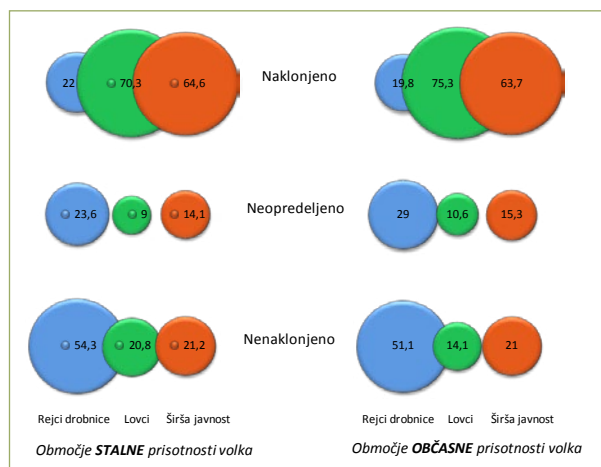 22 70,3 64,6 Naklonjeno 19,8 75,3 63,7
23,6 9 14,1 Neopredeljeno 29 10,6 15,3
54,3 20,8 21,2 Nenaklonjeno 51,1 14,1 21
Rejci drobnice Lovci Širša javnost Rejci drobnice Lovci Širša javnost
Območje STALNE prisotnosti volka Območje OBČASNE prisotnosti volka